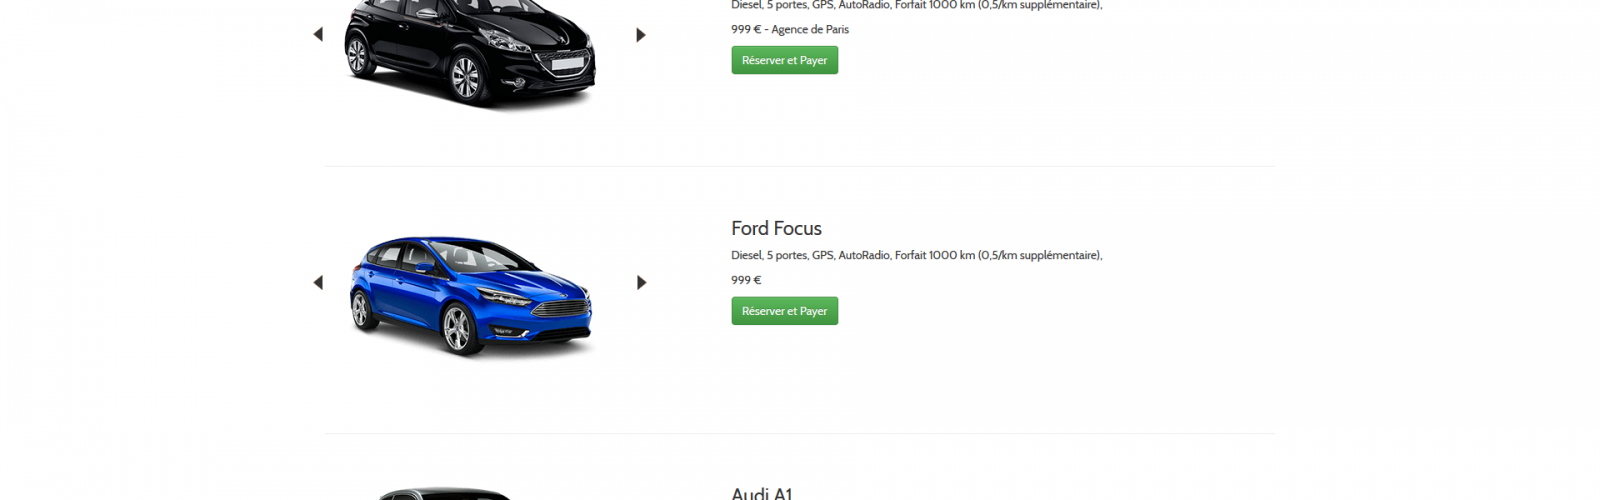 Diesel, 5 portes, GPS, AutoRadio, Forfait 1000 km (0,5/km supplémentaire),
999 € - Agence de Paris
Réserver et Payer
Ford Focus
Diesel, 5 portes, GPS, AutoRadio, Forfait 1000 km (0,5/km supplémentaire),
999 €
Réserver et Payer
Audi A1